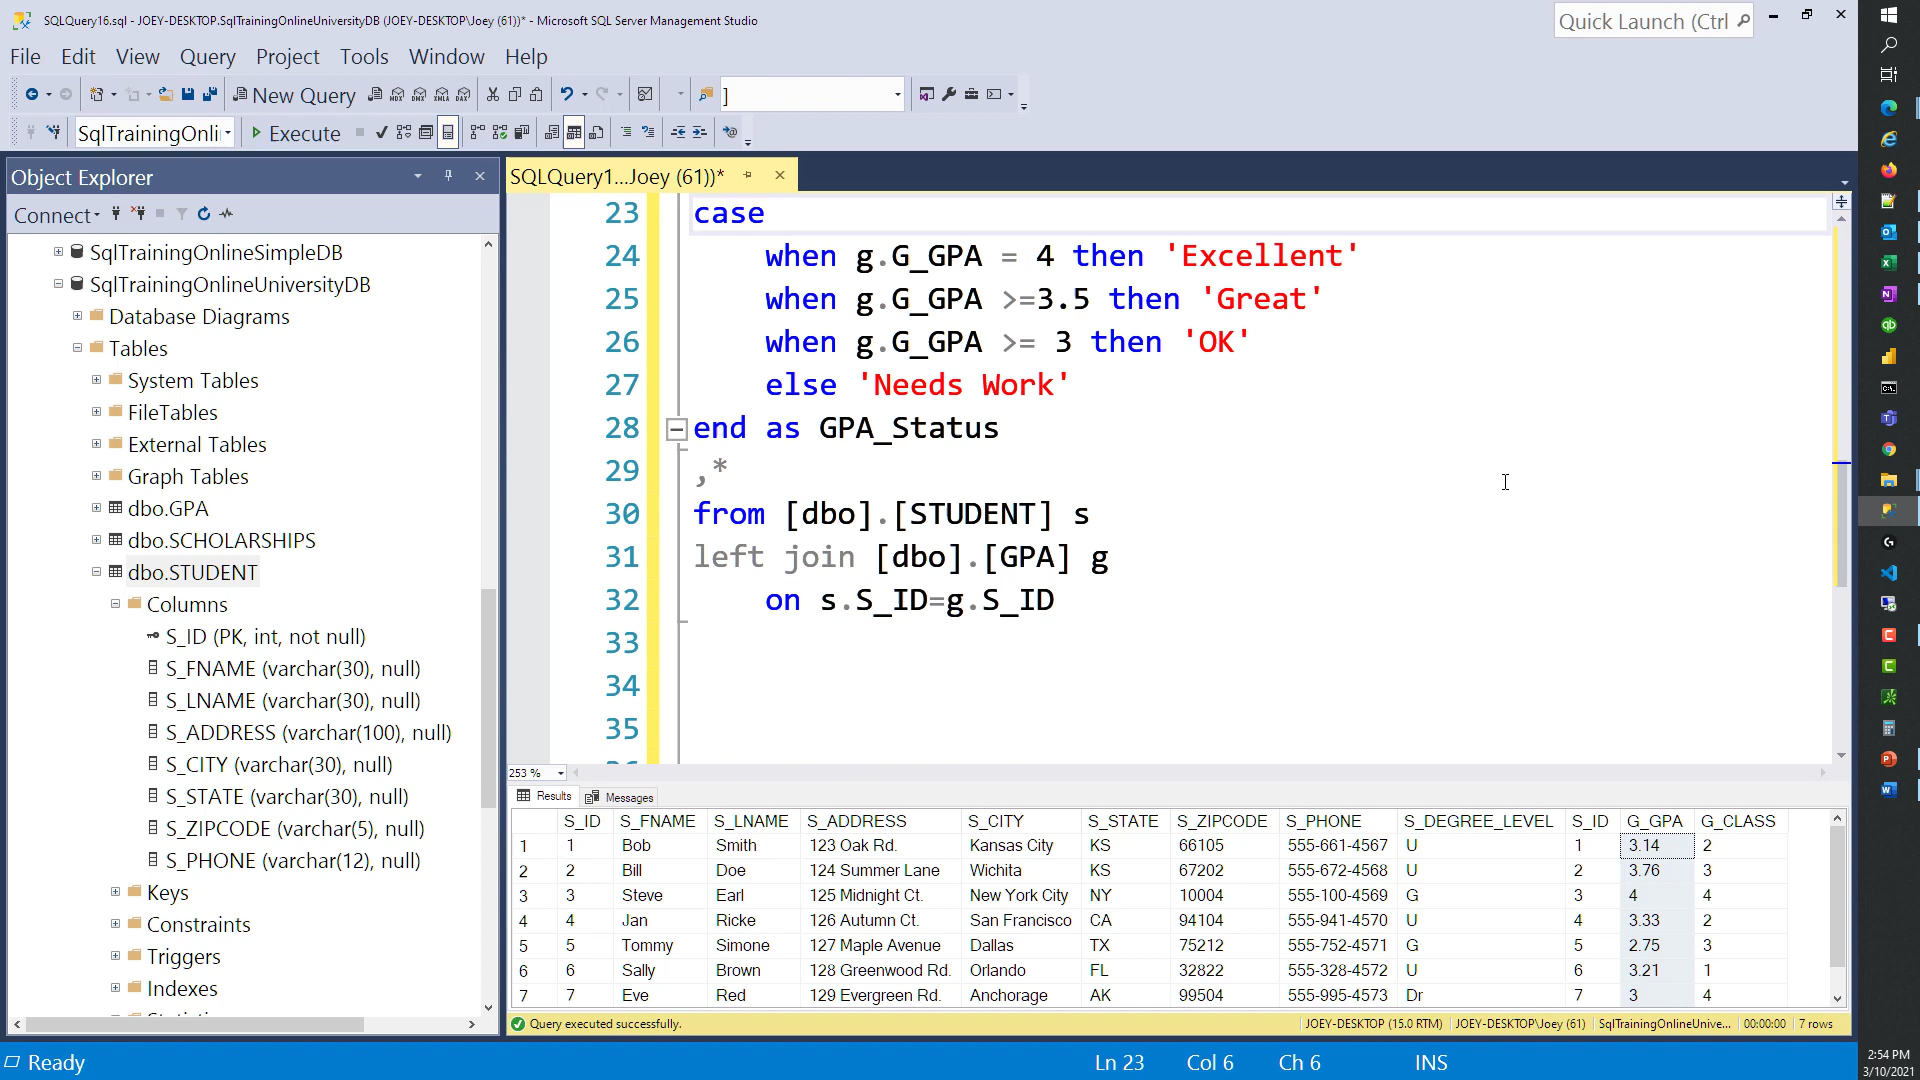 SQLQuery16.sql - JOEY-DESKTOP.SqlTrainingOnlineUniversityDB (JOEY-DESKTOP\Joey (61))* - Microsoft SQL Server Management Studio
Quick Launch (Ctrl
File Edit View Query Project Tools Window Help
New Query ]
SqlTrainingOnli Execute
Object Explorer
SQLQuery1...Joey (61))*
Connect
SqlTrainingOnlineSimpleDB
SqlTrainingOnlineUniversityDB
Database Diagrams
Tables
System Tables
FileTables
External Tables
Graph Tables
dbo.GPA
dbo.SCHOLARSHIPS
dbo.STUDENT
Columns
S_ID (PK, int, not null)
S_FNAME (varchar(30), null)
S_LNAME (varchar(30), null)
S_ADDRESS (varchar(100), null)
S_CITY (varchar(30), null)
S_STATE (varchar(30), null)
S_ZIPCODE (varchar(5), null)
S_PHONE (varchar(12), null)
Keys
Constraints
Triggers
Indexes
23 case
24 when g.G_GPA = 4 then 'Excellent'
25 when g.G_GPA >=3.5 then 'Great'
26 when g.G_GPA >= 3 then 'OK'
27 else 'Needs Work'
28 end as GPA_Status
29 ,*
30 from [dbo].[STUDENT] s
31 left join [dbo].[GPA] g
32 on s.S_ID=g.S_ID
33
34
35
253 %
Results Messages
S_ID S_FNAME S_LNAME S_ADDRESS S_CITY S_STATE S_ZIPCODE S_PHONE S_DEGREE_LEVEL S_ID G_GPA G_CLASS
1 1 Bob Smith 123 Oak Rd. Kansas City KS 66105 555-661-4567 U 1 3.14 2
2 2 Bill Doe 124 Summer Lane Wichita KS 67202 555-672-4568 U 2 3.76 3
3 3 Steve Earl 125 Midnight Ct. New York City NY 10004 555-100-4569 G 3 4 4
4 4 Jan Ricke 126 Autumn Ct. San Francisco CA 94104 555-941-4570 U 4 3.33 2
5 5 Tommy Simone 127 Maple Avenue Dallas TX 75212 555-752-4571 G 5 2.75 3
6 6 Sally Brown 128 Greenwood Rd. Orlando FL 32822 555-328-4572 U 6 3.21 1
7 7 Eve Red 129 Evergreen Rd. Anchorage AK 99504 555-995-4573 Dr 7 3 4
Query executed successfully. JOEY-DESKTOP (15.0 RTM) JOEY-DESKTOP\Joey (61) SqlTrainingOnlineUnive... 00:00:00 7 rows
Ready Ln 23 Col 6 Ch 6 INS
2:54 PM
3/10/2021